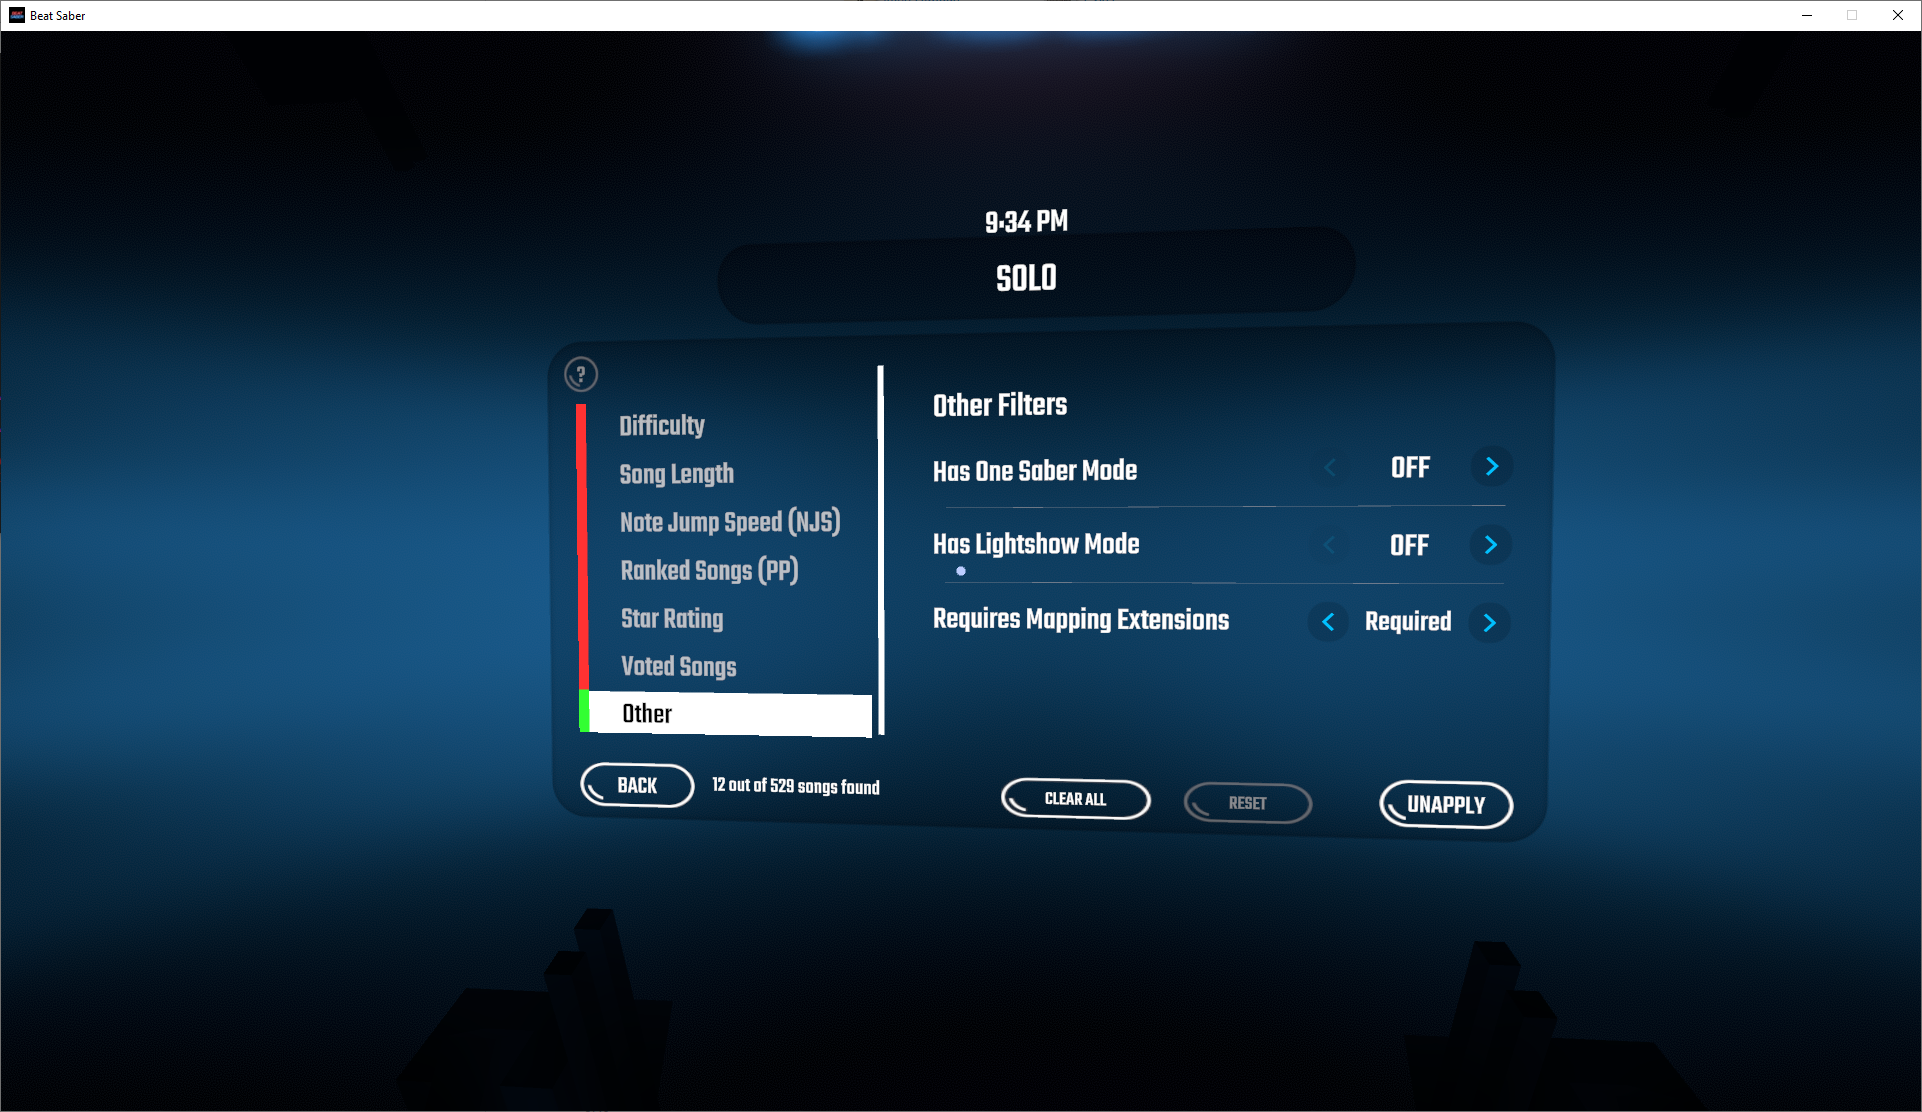 Beat Saber
9:34 PM
SOLO
?
Difficulty
Song Length
Note Jump Speed (NJS)
Ranked Songs (PP)
Star Rating
Voted Songs
Other
Other Filters
Has One Saber Mode
OFF
Has Lightshow Mode
OFF
Requires Mapping Extensions
Required
BACK
12 out of 529 songs found
CLEAR ALL
RESET
UNAPPLY